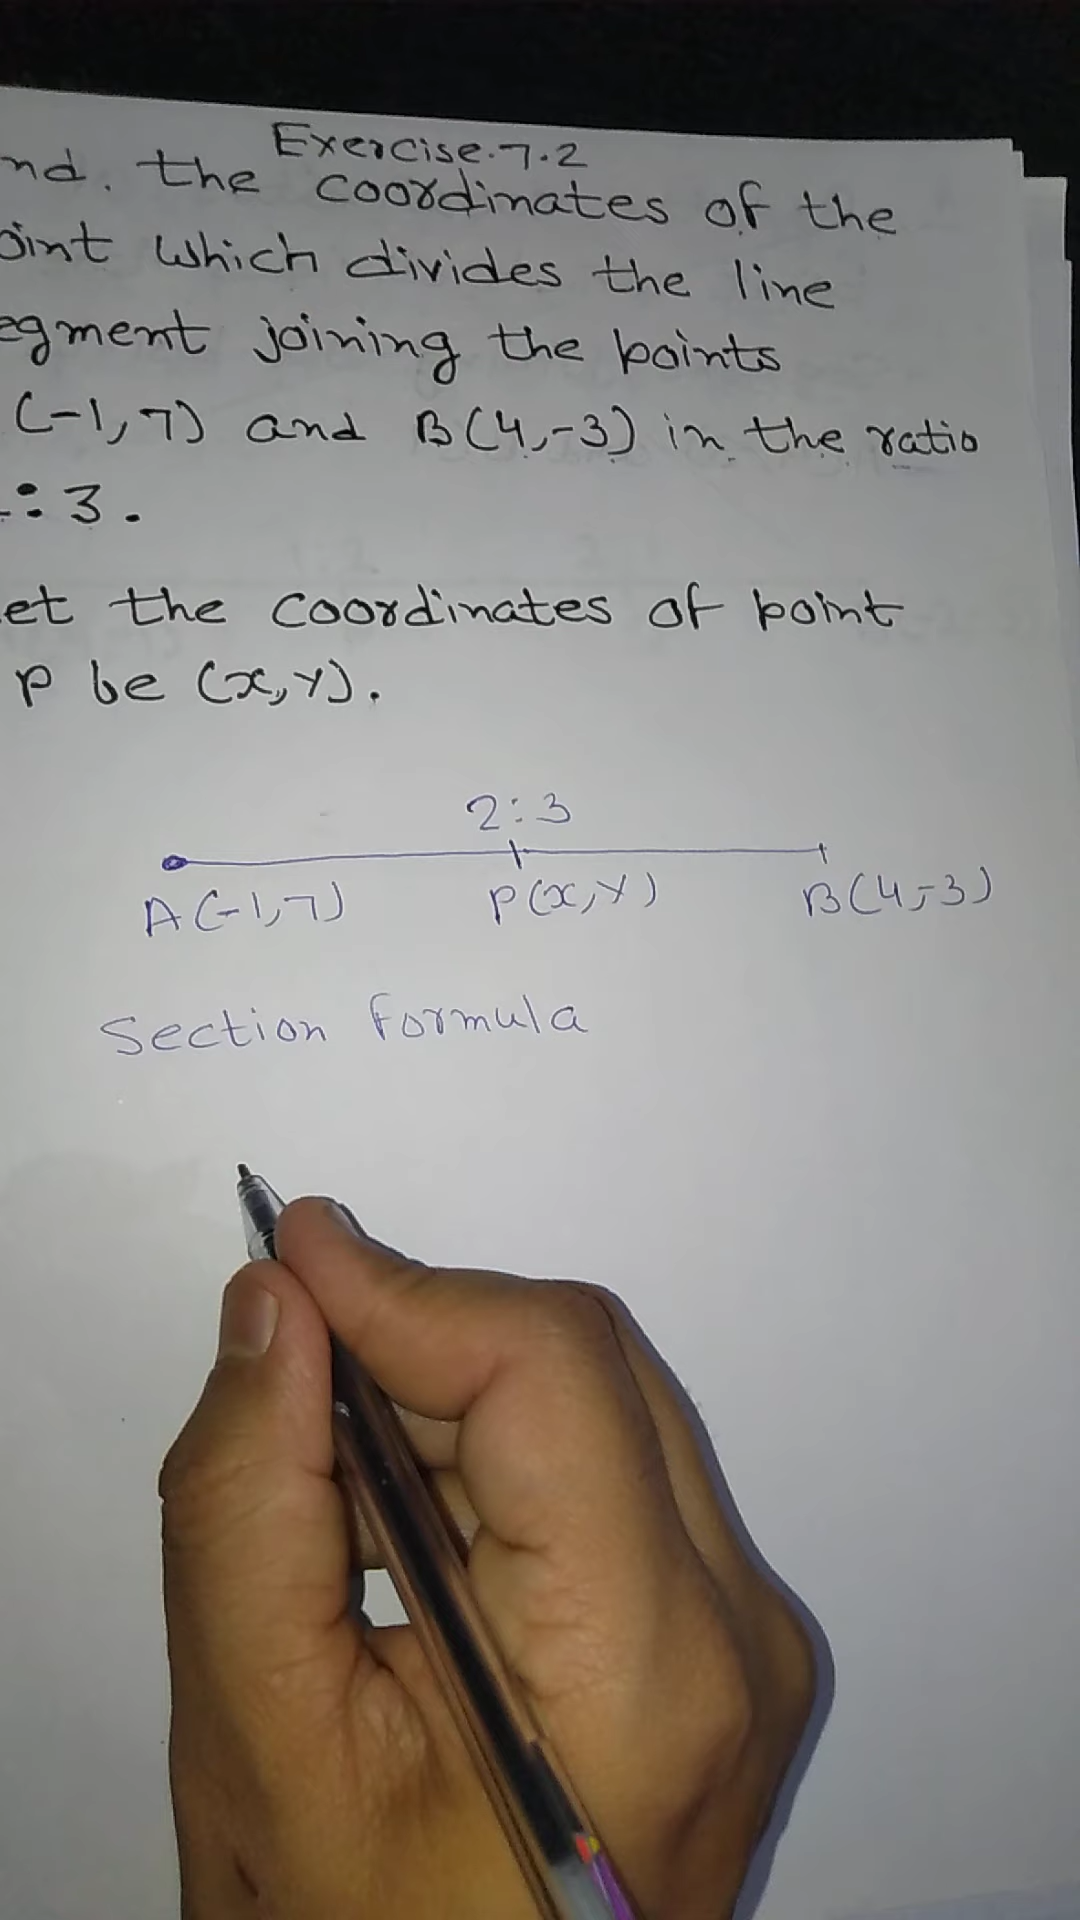 Exercise.7.2
nd. the coordinates of the
oint which divides the line
egment joining the points
(-1,7) and B(4,-3) in the ratio
: 3.
et the coordinates of point
P be (x,y).
2:3
A(-1,7) P(x,y) B(4,-3)
Section Formula